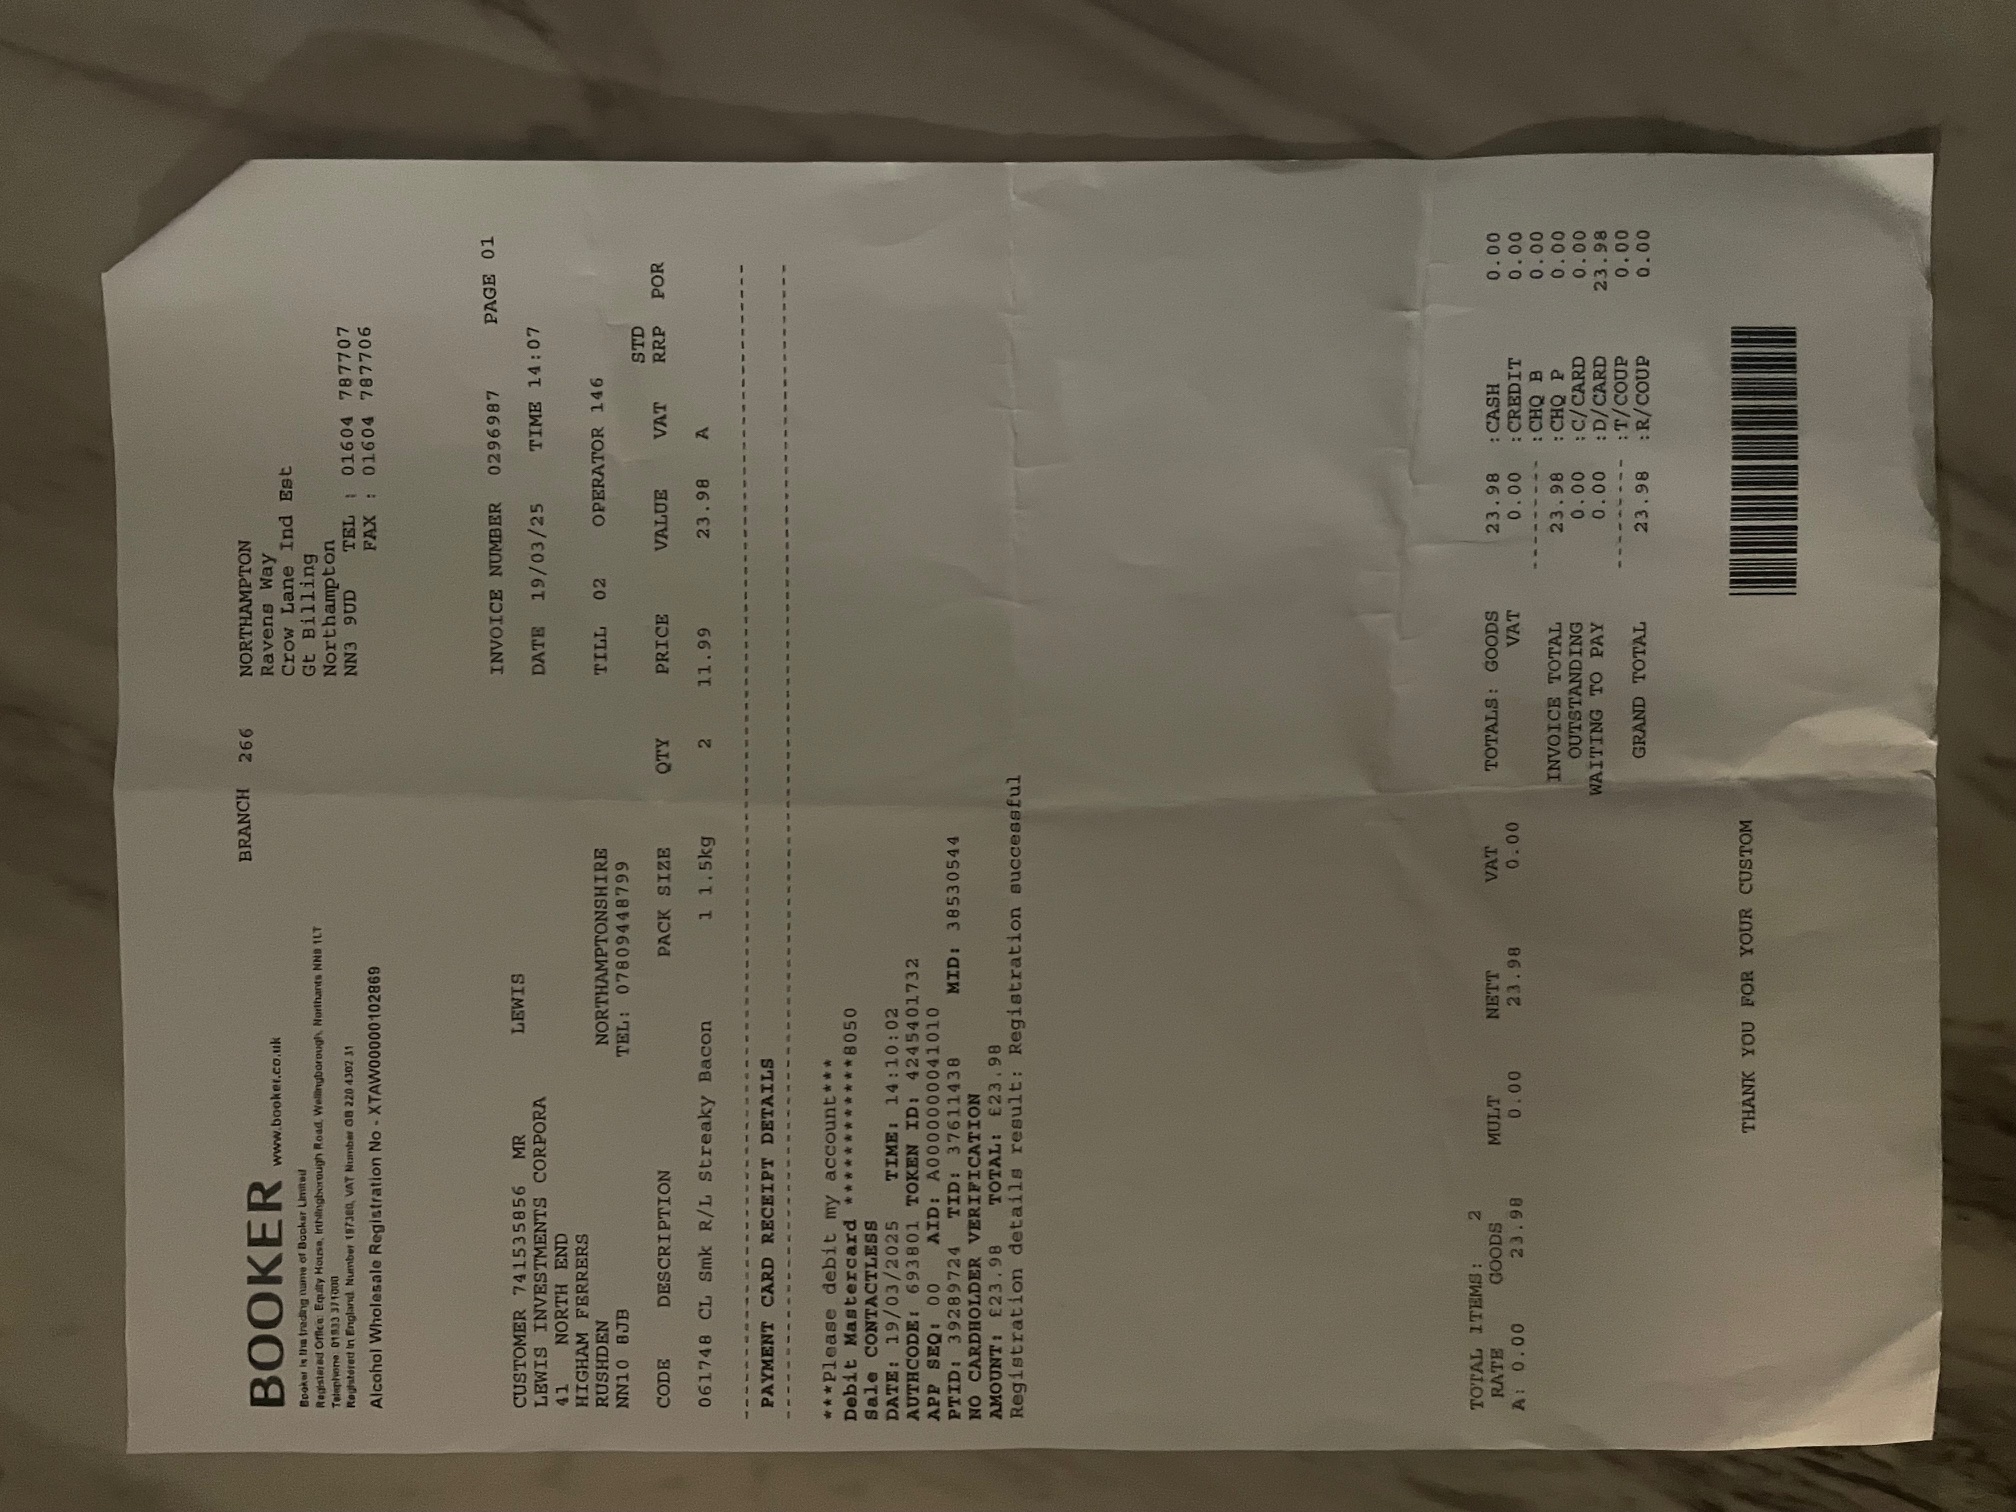 BOOKER www.booker.co.uk
Booker is the trading name of Booker Limited
Registered Office: Equity House, Irthlingborough Road, Wellingborough, Northants NN8 1LT
Telephone: 01933 371000
Registered in England. Number 197380, VAT Number GB 220 4302 31
Alcohol Wholesale Registration No - XTAW00000102869
BRANCH 266
NORTHAMPTON
Ravens Way
Crow Lane Ind Est
Gt Billing
Northampton
NN3 9UD TEL : 01604 787707
FAX : 01604 787706
INVOICE NUMBER 0296987 PAGE 01
CUSTOMER 741535856 MR LEWIS
LEWIS INVESTMENTS CORPORA
DATE 19/03/25 TIME 14:07
41 NORTH END
HIGHAM FERRERS
RUSHDEN NORTHAMPTONSHIRE
TILL 02 OPERATOR 146
NN10 8JB TEL: 07809448799
STD
CODE DESCRIPTION PACK SIZE QTY PRICE VALUE VAT RRP POR
061748 CL Smk R/L Streaky Bacon 1 1.5kg 2 11.99 23.98 A
PAYMENT CARD RECEIPT DETAILS
***Please debit my account***
Debit Mastercard ************8050
Sale CONTACTLESS
DATE: 19/03/2025 TIME: 14:10:02
AUTHCODE: 693801 TOKEN ID: 4245401732
APP SEQ: 00 AID: A0000000041010
PTID: 39289724 TID: 37611438 MID: 38530544
NO CARDHOLDER VERIFICATION
AMOUNT: £23.98 TOTAL: £23.98
Registration details result: Registration successful
TOTAL ITEMS: 2
RATE GOODS MULT NETT VAT
A: 0.00 23.98 0.00 23.98 0.00
TOTALS: GOODS 23.98 :CASH 0.00
VAT 0.00 :CREDIT 0.00
--------- :CHQ B 0.00
INVOICE TOTAL 23.98 :CHQ P 0.00
OUTSTANDING 0.00 :C/CARD 0.00
WAITING TO PAY 0.00 :D/CARD 23.98
--------- :T/COUP 0.00
GRAND TOTAL 23.98 :R/COUP 0.00
THANK YOU FOR YOUR CUSTOM